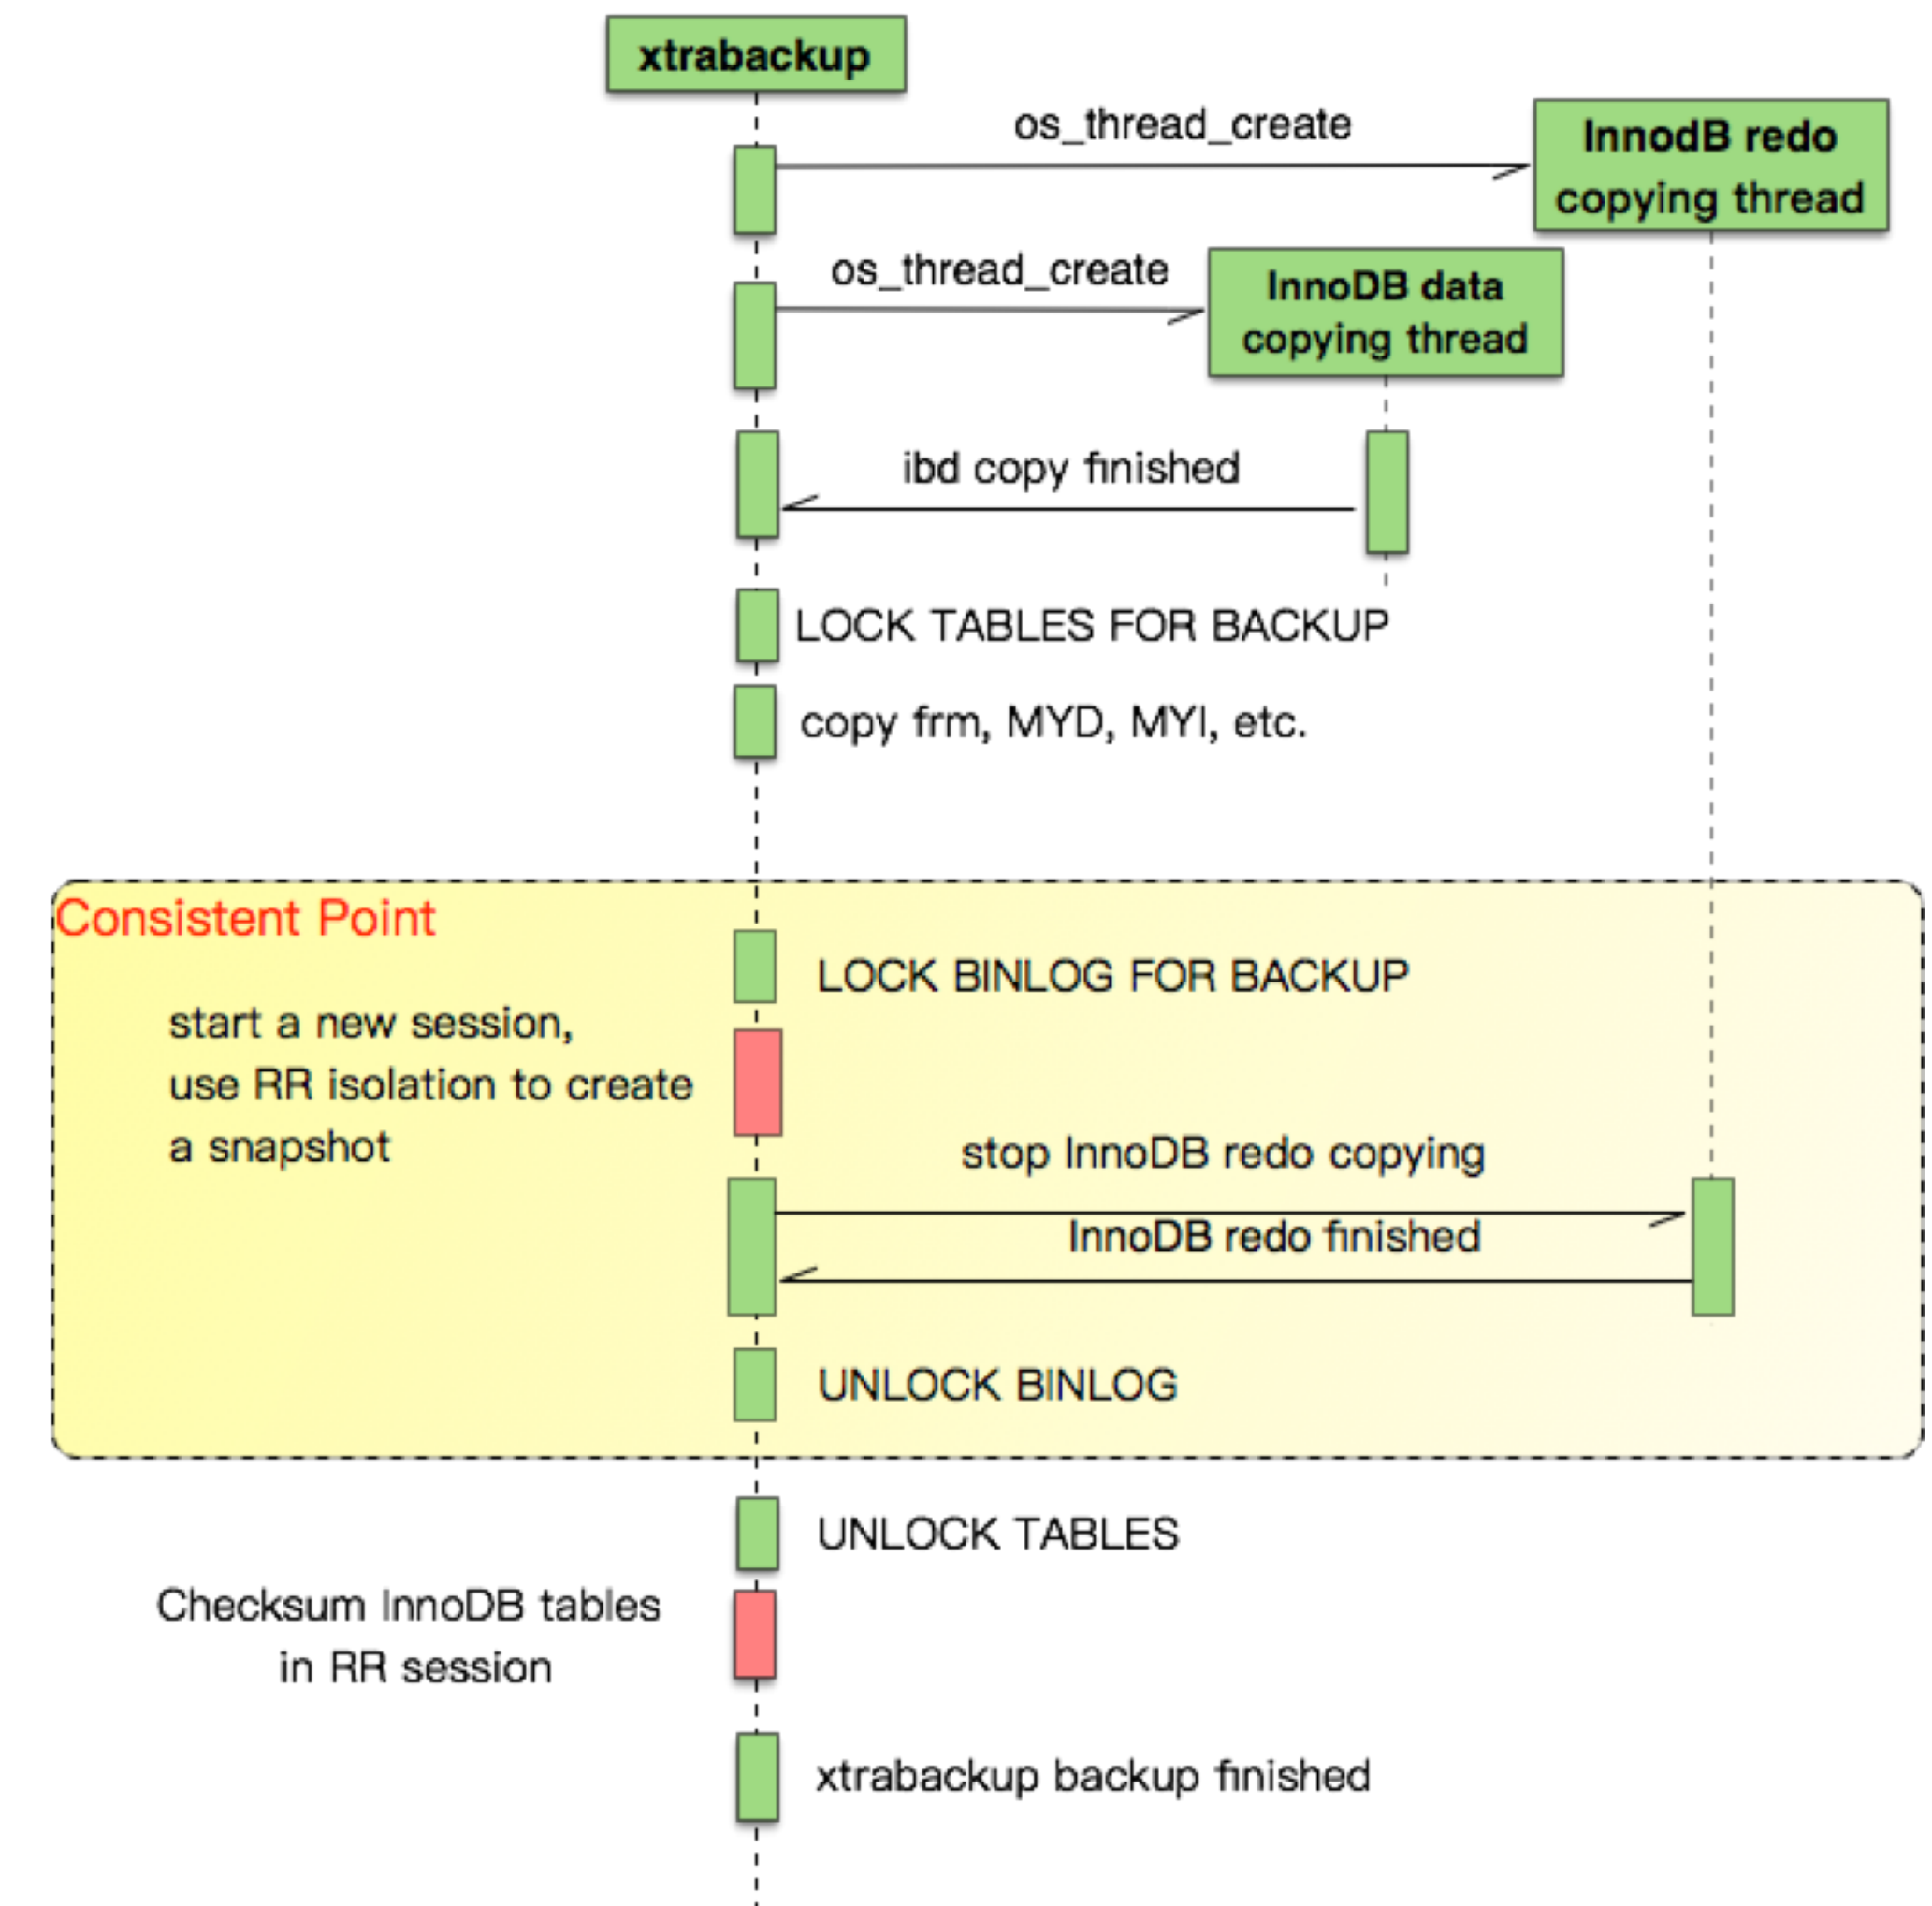 xtrabackup
os_thread_create
InnodB redo
copying thread
os_thread_create
InnoDB data
copying thread
ibd copy finished
LOCK TABLES FOR BACKUP
copy frm, MYD, MYI, etc.
Consistent Point
LOCK BINLOG FOR BACKUP
start a new session,
use RR isolation to create
a snapshot
stop InnoDB redo copying
InnoDB redo finished
UNLOCK BINLOG
UNLOCK TABLES
Checksum InnoDB tables
in RR session
xtrabackup backup finished